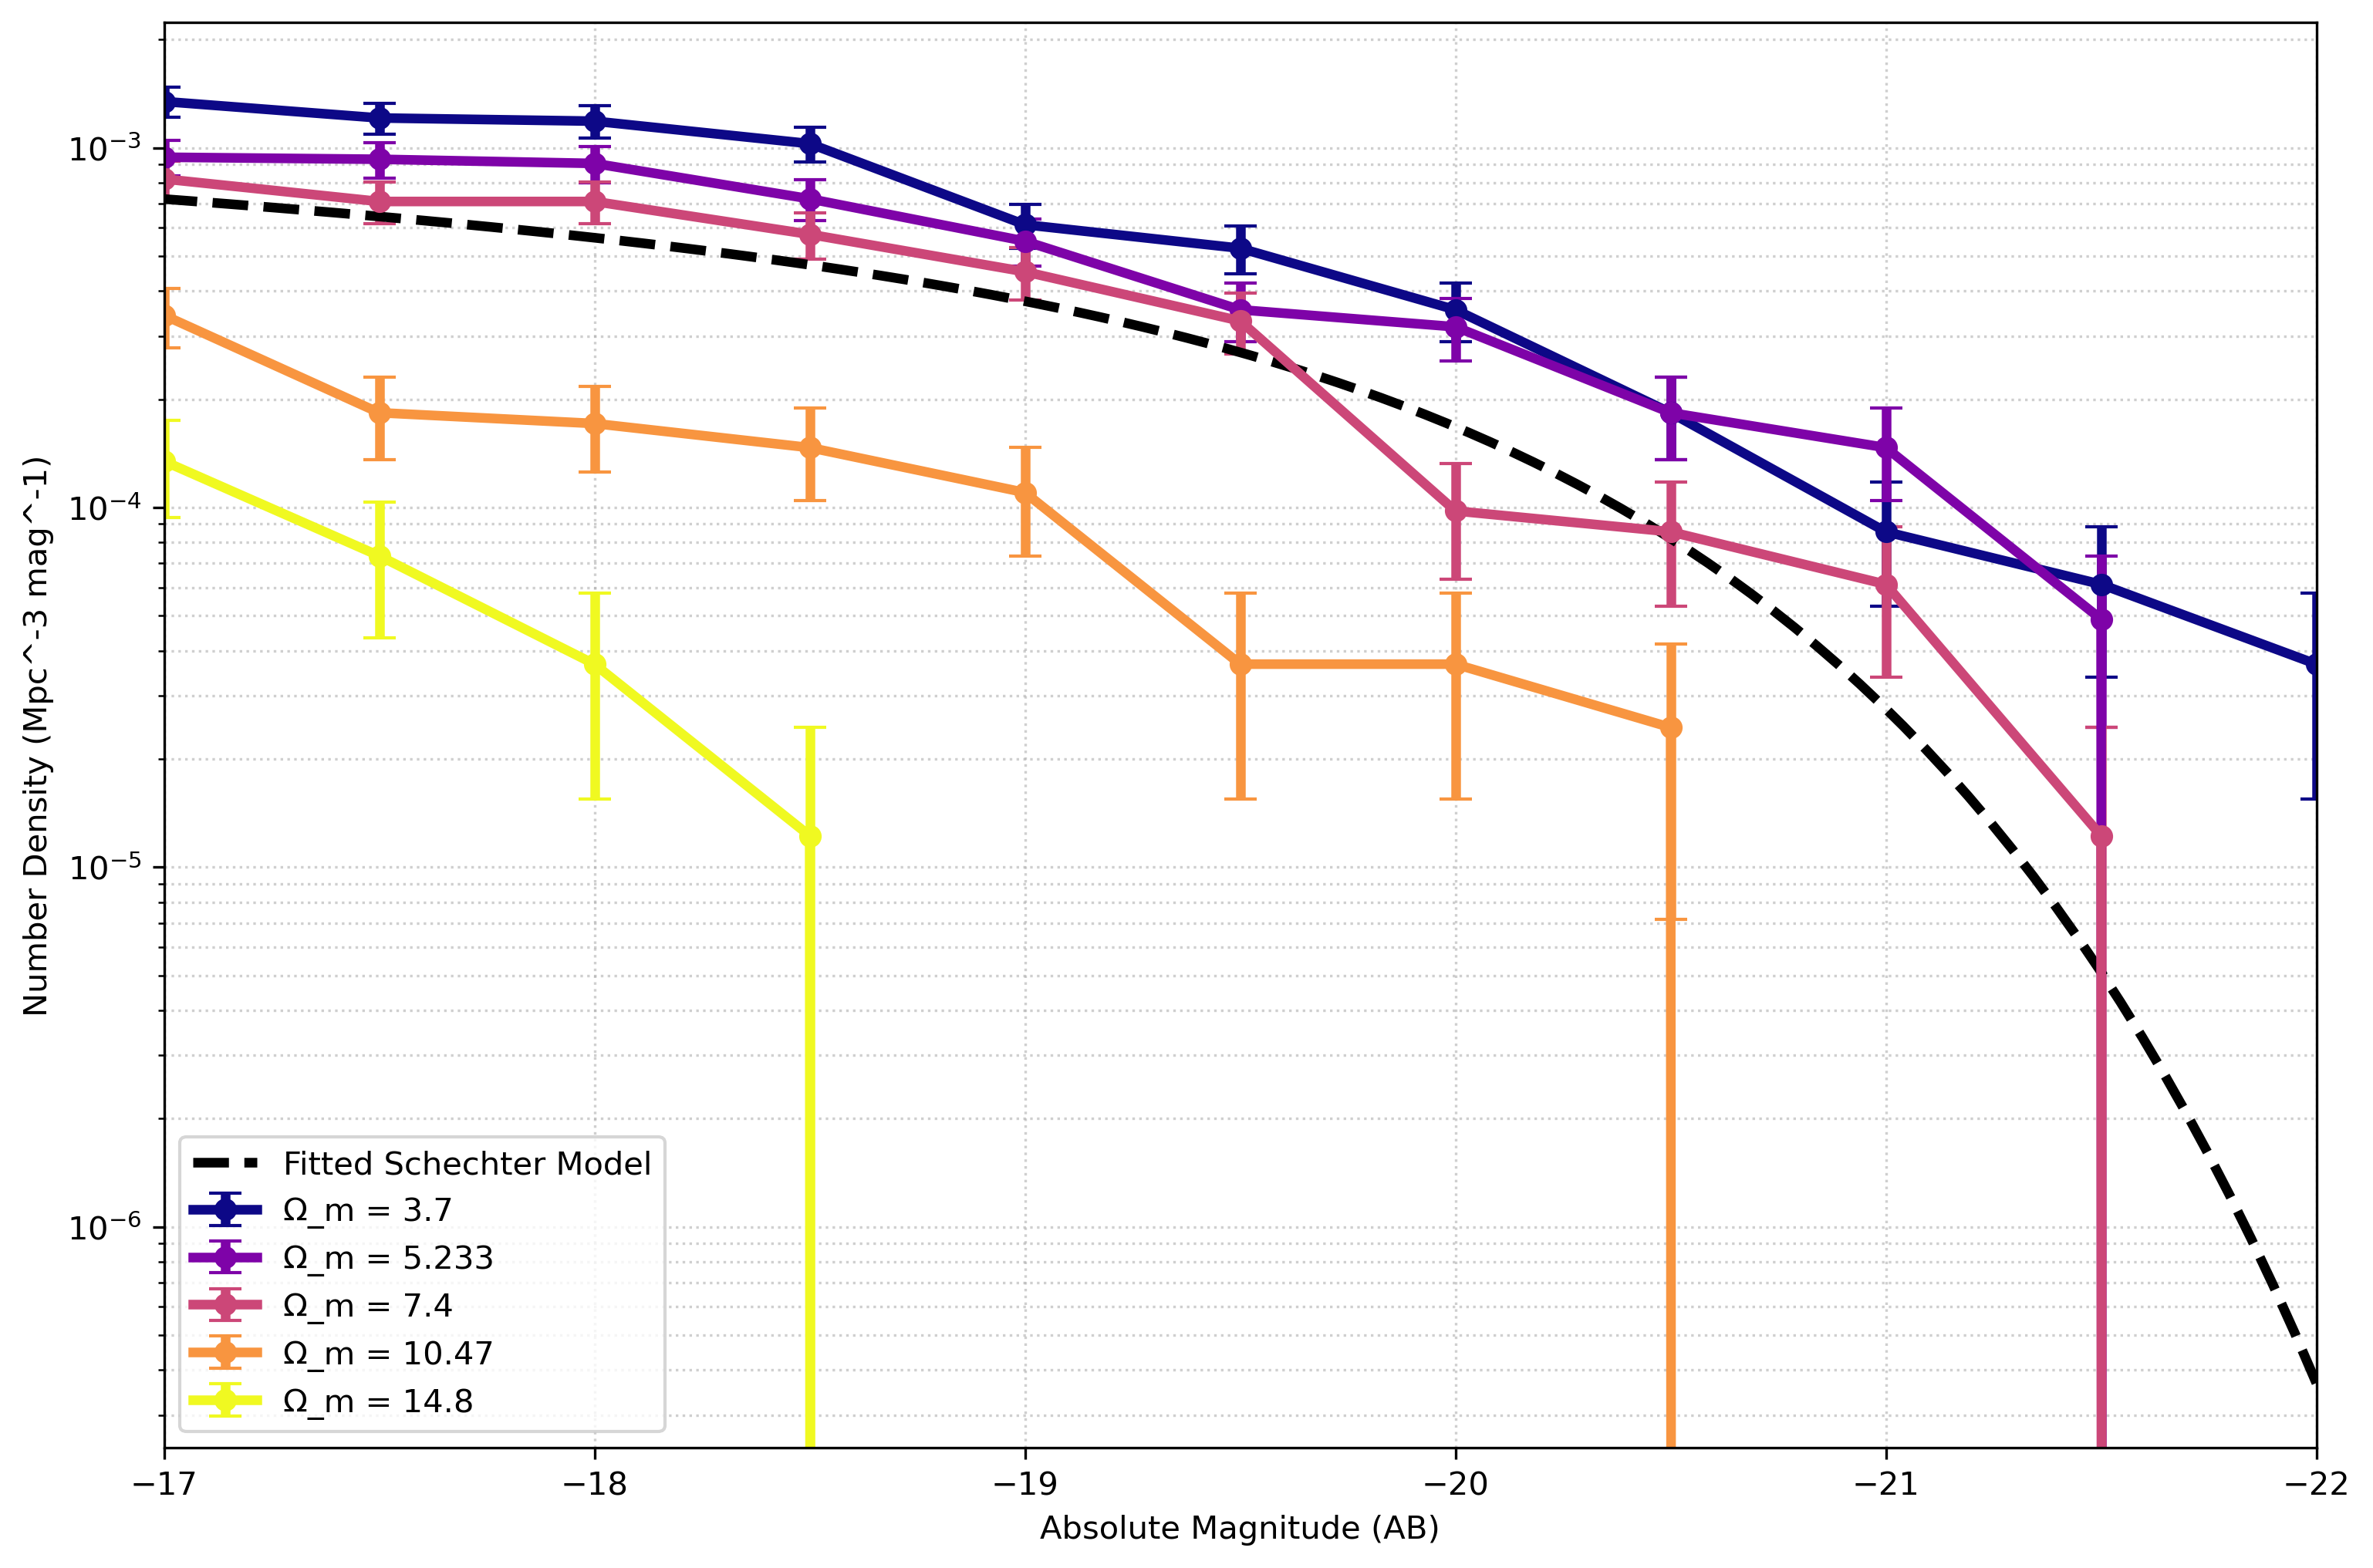 Number Density (Mpc^-3 mag^-1)
10⁻³
10⁻⁴
10⁻⁵
10⁻⁶
Fitted Schechter Model
Ω_m = 3.7
Ω_m = 5.233
Ω_m = 7.4
Ω_m = 10.47
Ω_m = 14.8
−17
−18
−19
−20
−21
−22
Absolute Magnitude (AB)